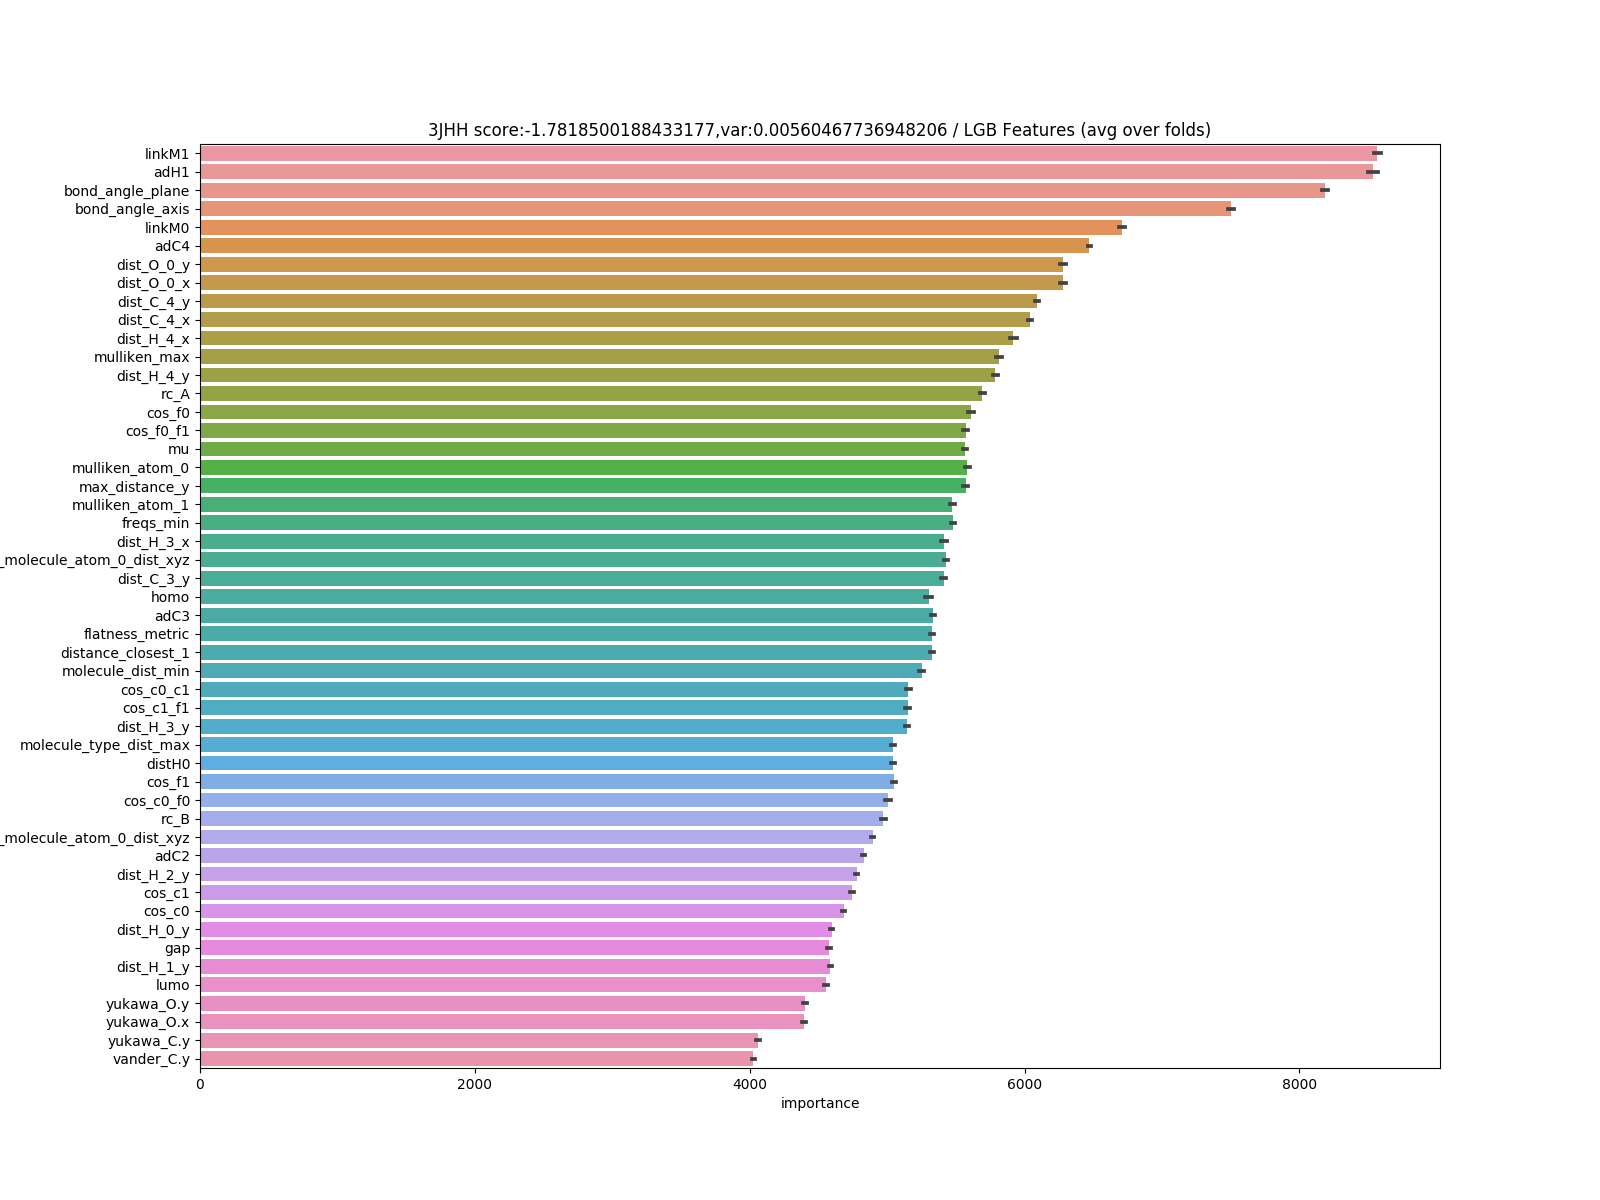 3JHH score:-1.7818500188433177,var:0.00560467736948206 / LGB Features (avg over folds)
linkM1
adH1
bond_angle_plane
bond_angle_axis
linkM0
adC4
dist_O_0_y
dist_O_0_x
dist_C_4_y
dist_C_4_x
dist_H_4_x
mulliken_max
dist_H_4_y
rc_A
cos_f0
cos_f0_f1
mu
mulliken_atom_0
max_distance_y
mulliken_atom_1
freqs_min
dist_H_3_x
_molecule_atom_0_dist_xyz
dist_C_3_y
homo
adC3
flatness_metric
distance_closest_1
molecule_dist_min
cos_c0_c1
cos_c1_f1
dist_H_3_y
molecule_type_dist_max
distH0
cos_f1
cos_c0_f0
rc_B
_molecule_atom_0_dist_xyz
adC2
dist_H_2_y
cos_c1
cos_c0
dist_H_0_y
gap
dist_H_1_y
lumo
yukawa_O.y
yukawa_O.x
yukawa_C.y
vander_C.y
0 2000 4000 6000 8000
importance